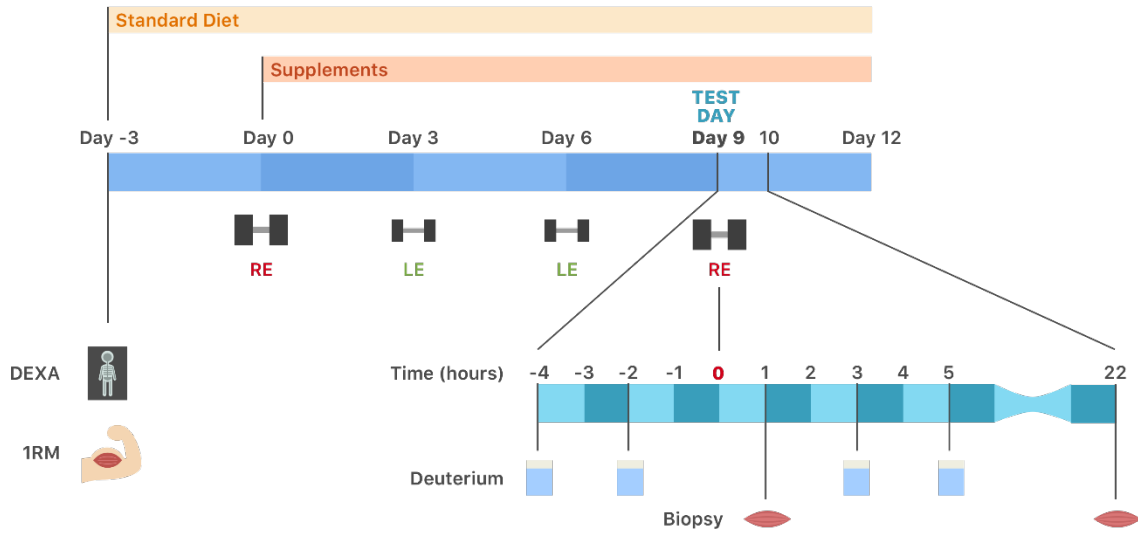 Standard Diet
Supplements
TEST
DAY
Day -3 Day 0 Day 3 Day 6 Day 9 10 Day 12
RE LE LE RE
DEXA
Time (hours) -4 -3 -2 -1 0 1 2 3 4 5 22
1RM
Deuterium
Biopsy